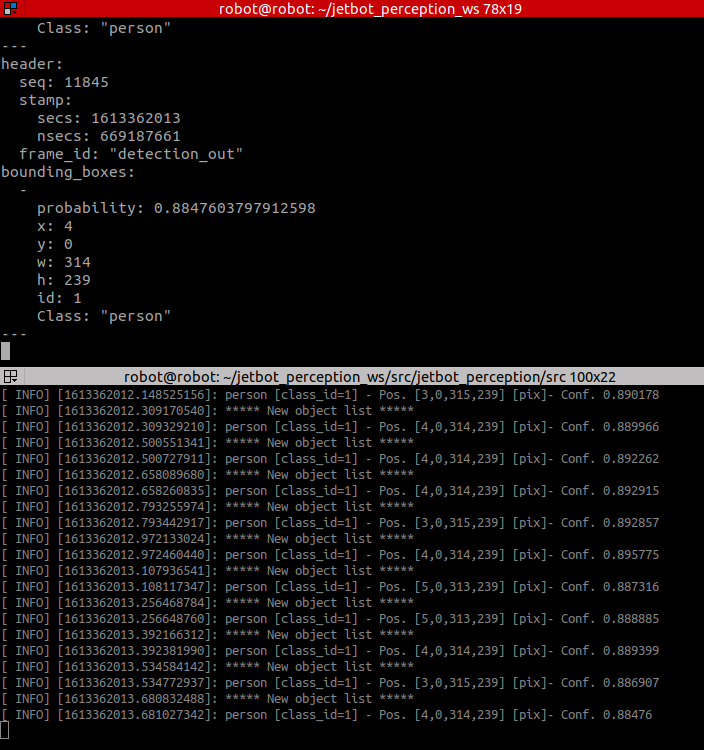 robot@robot: ~/jetbot_perception_ws 78x19
    Class: "person"
---
header:
  seq: 11845
  stamp:
    secs: 1613362013
    nsecs: 669187661
  frame_id: "detection_out"
bounding_boxes:
  -
    probability: 0.8847603797912598
    x: 4
    y: 0
    w: 314
    h: 239
    id: 1
    Class: "person"
---
robot@robot: ~/jetbot_perception_ws/src/jetbot_perception/src 100x22
[ INFO] [1613362012.148525156]: person [class_id=1] - Pos. [3,0,315,239] [pix]- Conf. 0.890178
[ INFO] [1613362012.309170540]: ***** New object list *****
[ INFO] [1613362012.309329210]: person [class_id=1] - Pos. [4,0,314,239] [pix]- Conf. 0.889966
[ INFO] [1613362012.500551341]: ***** New object list *****
[ INFO] [1613362012.500727911]: person [class_id=1] - Pos. [4,0,314,239] [pix]- Conf. 0.892262
[ INFO] [1613362012.658089680]: ***** New object list *****
[ INFO] [1613362012.658260835]: person [class_id=1] - Pos. [4,0,314,239] [pix]- Conf. 0.892915
[ INFO] [1613362012.793255974]: ***** New object list *****
[ INFO] [1613362012.793442917]: person [class_id=1] - Pos. [3,0,315,239] [pix]- Conf. 0.892857
[ INFO] [1613362012.972133024]: ***** New object list *****
[ INFO] [1613362012.972460440]: person [class_id=1] - Pos. [4,0,314,239] [pix]- Conf. 0.895775
[ INFO] [1613362013.107936541]: ***** New object list *****
[ INFO] [1613362013.108117347]: person [class_id=1] - Pos. [5,0,313,239] [pix]- Conf. 0.887316
[ INFO] [1613362013.256468784]: ***** New object list *****
[ INFO] [1613362013.256648760]: person [class_id=1] - Pos. [5,0,313,239] [pix]- Conf. 0.888885
[ INFO] [1613362013.392166312]: ***** New object list *****
[ INFO] [1613362013.392381990]: person [class_id=1] - Pos. [4,0,314,239] [pix]- Conf. 0.889399
[ INFO] [1613362013.534584142]: ***** New object list *****
[ INFO] [1613362013.534772937]: person [class_id=1] - Pos. [3,0,315,239] [pix]- Conf. 0.886907
[ INFO] [1613362013.680832488]: ***** New object list *****
[ INFO] [1613362013.681027342]: person [class_id=1] - Pos. [4,0,314,239] [pix]- Conf. 0.88476